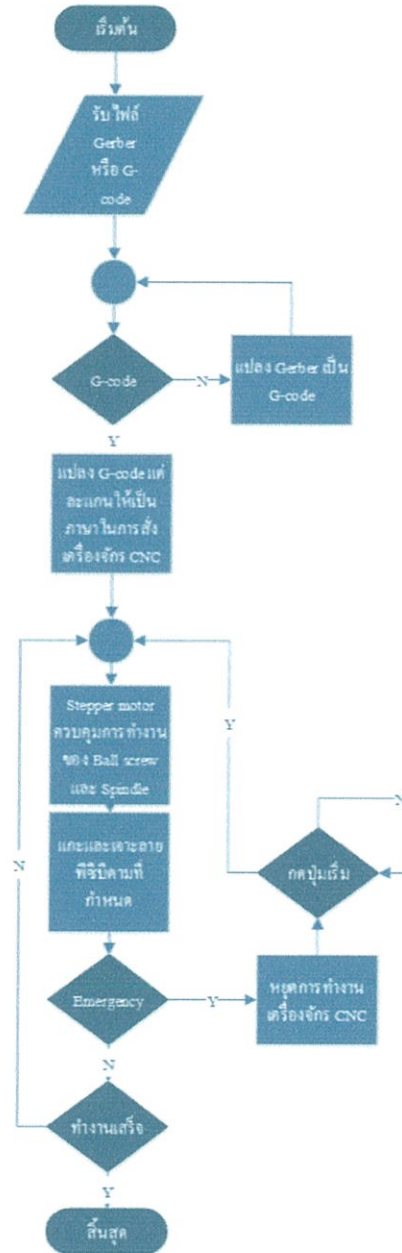 เริ่มต้น
รับ ไฟล์
Gerber
หรือ G-
code
G-code
N
แปลง Gerber เป็น
G-code
Y
แปลง G-code แต่
ละแกนให้เป็น
ภาษาในการสั่ง
เครื่องจักร CNC
Stepper motor
ควบคุมการทำงาน
ของ Ball screw
และ Spindle
Y
N
แกะและเจาะลาย
พีซีบีตามที่
กำหนด
N
กดปุ่มเริ่ม
Emergency
Y
หยุดการทำงาน
เครื่องจักร CNC
N
ทำงานเสร็จ
Y
สิ้นสุด